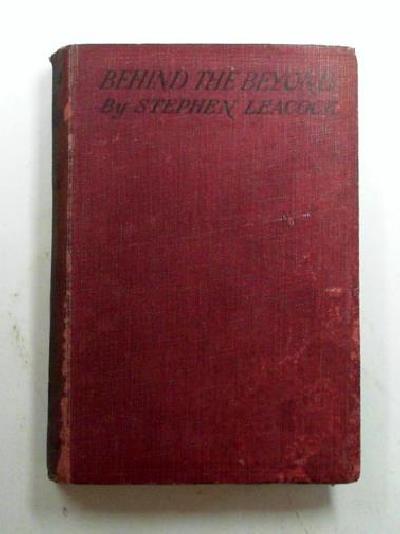 BEHIND THE BEYOND
By STEPHEN LEACOCK